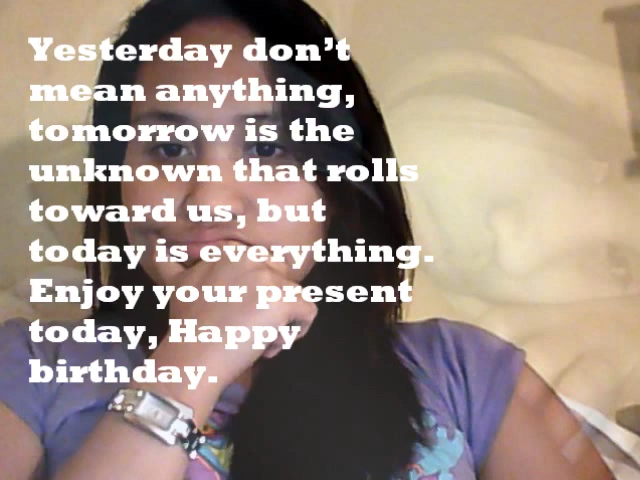 Yesterday don’t
mean anything,
tomorrow is the
unknown that rolls
toward us, but
today is everything.
Enjoy your present
today, Happy
birthday.